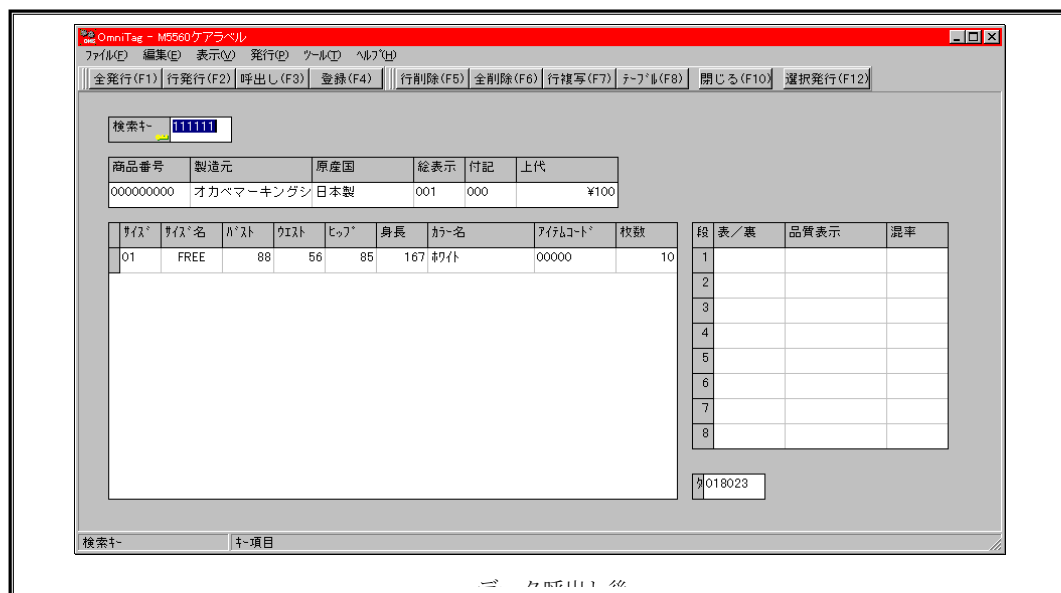 OmniTag - M5560ケアラベル
ファイル(F) 編集(E) 表示(V) 発行(P) ツール(T) ヘルプ(H)
全発行(F1) 行発行(F2) 呼出し(F3) 登録(F4) 行削除(F5) 全削除(F6) 行複写(F7) テーブル(F8) 閉じる(F10) 選択発行(F12)
検索キー 111111
商品番号 製造元 原産国 絵表示 付記 上代
000000000 オカベマーキングシ 日本製 001 000 ¥100
サイズ サイズ名 バスト ウエスト ヒップ 身長 カラー名 アイテムコード 枚数
01 FREE 88 56 85 167 ホワイト 00000 10
段 表/裏 品質表示 混率
1
2
3
4
5
6
7
8
ク 018023
検索キー キー項目
データ呼出し後